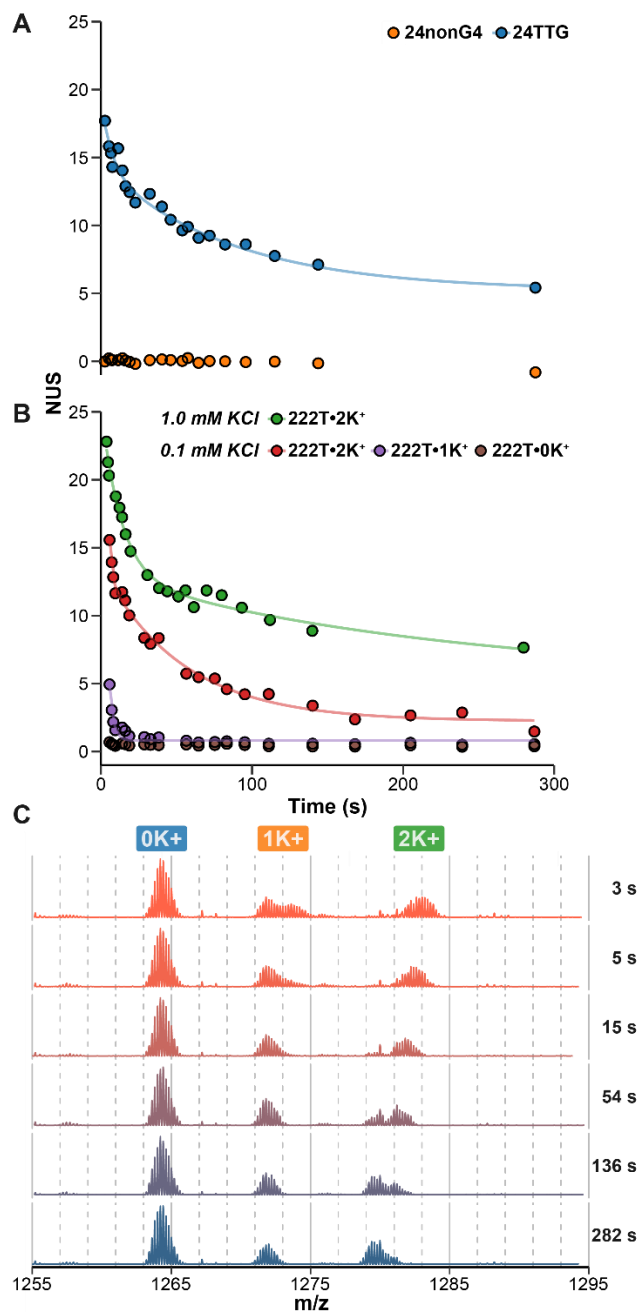 A
24nonG4 24TTG
25
20
15
10
5
0
NUS
B
1.0 mM KCl 222T•2K⁺
0.1 mM KCl 222T•2K⁺ 222T•1K⁺ 222T•0K⁺
25
20
15
10
5
0
0 100 200 300
Time (s)
C
0K+ 1K+ 2K+
3 s
5 s
15 s
54 s
136 s
282 s
1255 1265 1275 1285 1295
m/z